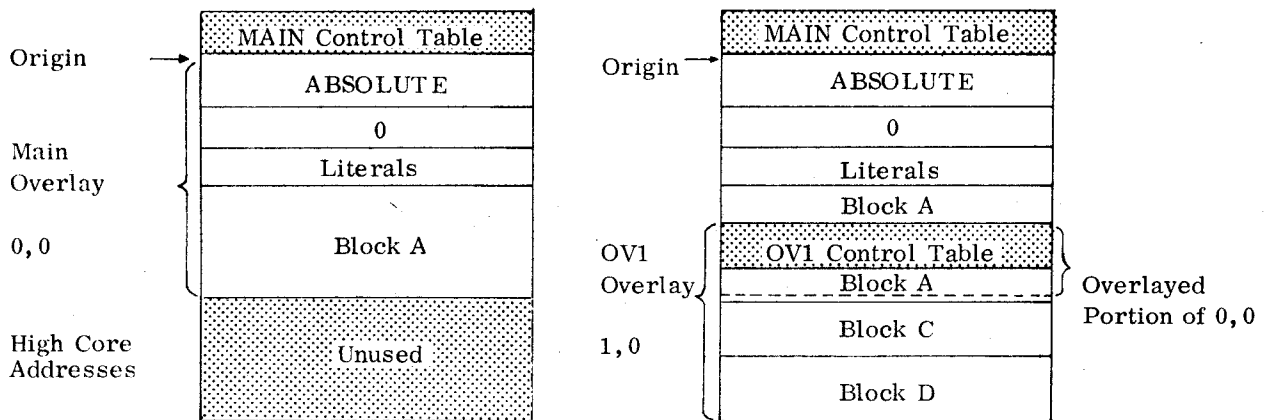 MAIN Control Table
Origin
ABSOLUTE
0
Main
Overlay
Literals
0,0
Block A
High Core
Addresses
Unused
MAIN Control Table
Origin
ABSOLUTE
0
Literals
Block A
OV1
Overlay
OV1 Control Table
Block A
Overlayed
Portion of 0,0
1,0
Block C
Block D